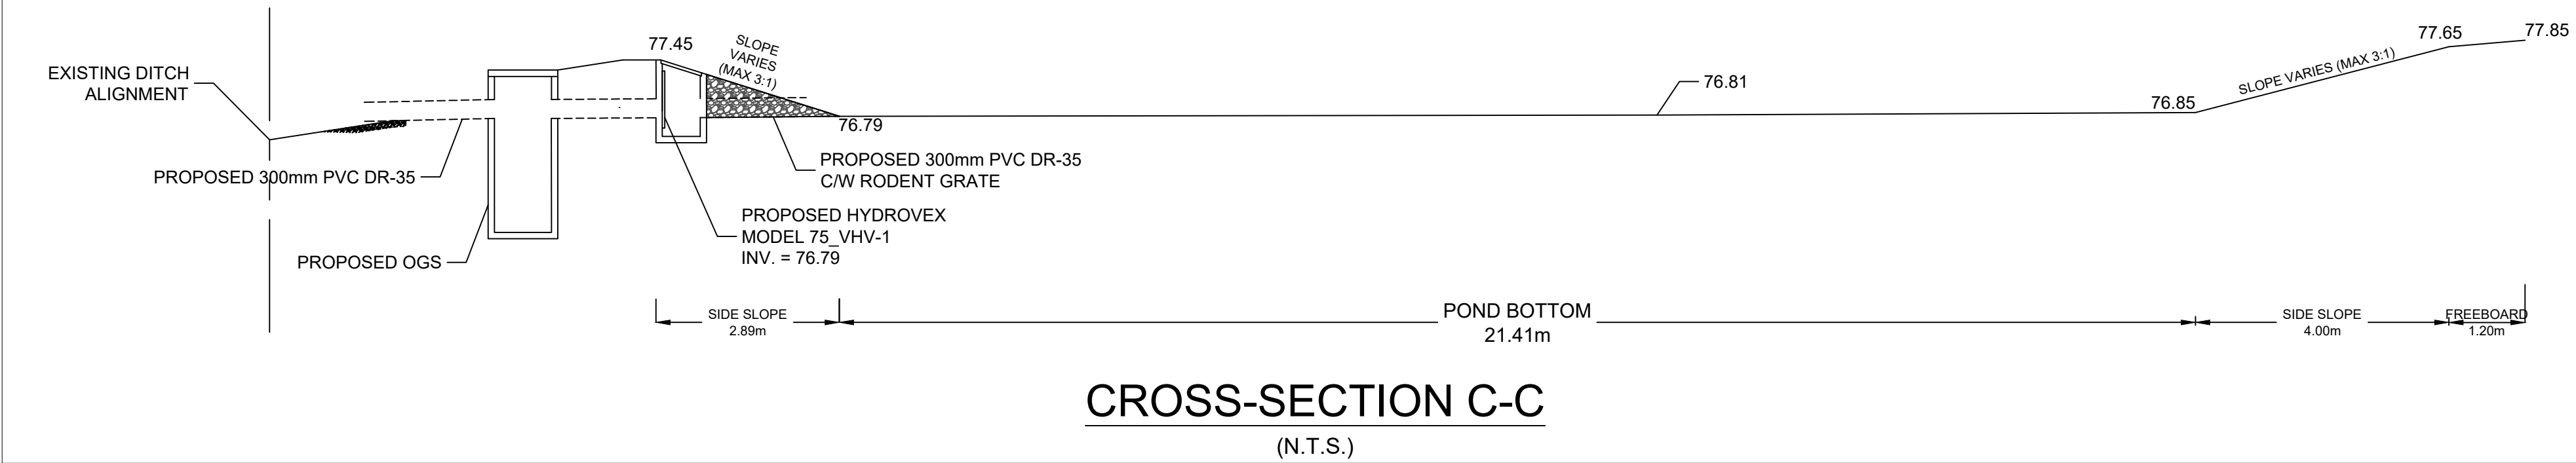 EXISTING DITCH
ALIGNMENT
77.45
SLOPE
VARIES
(MAX 3:1)
76.81
77.65
77.85
SLOPE VARIES (MAX 3:1)
76.85
76.79
PROPOSED 300mm PVC DR-35
PROPOSED 300mm PVC DR-35
C/W RODENT GRATE
PROPOSED HYDROVEX
MODEL 75_VHV-1
INV. = 76.79
PROPOSED OGS
SIDE SLOPE
2.89m
POND BOTTOM
21.41m
SIDE SLOPE
4.00m
FREEBOARD
1.20m
CROSS-SECTION C-C
(N.T.S.)